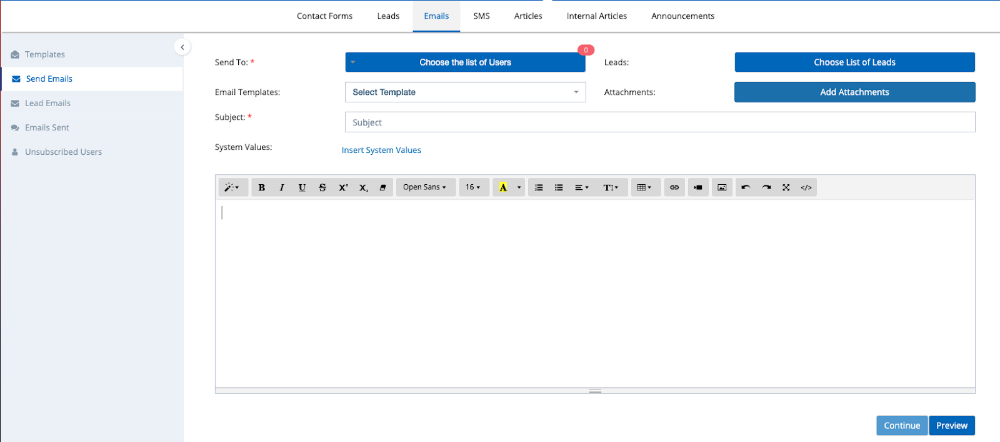 Contact Forms Leads Emails SMS Articles Internal Articles Announcements
Templates
Send Emails
Lead Emails
Emails Sent
Unsubscribed Users
0
Send To: * Choose the list of Users Leads: Choose List of Leads
Email Templates: Select Template Attachments: Add Attachments
Subject: * Subject
System Values: Insert System Values
B I U S X² X₂ Open Sans 16 A T </>
Continue Preview